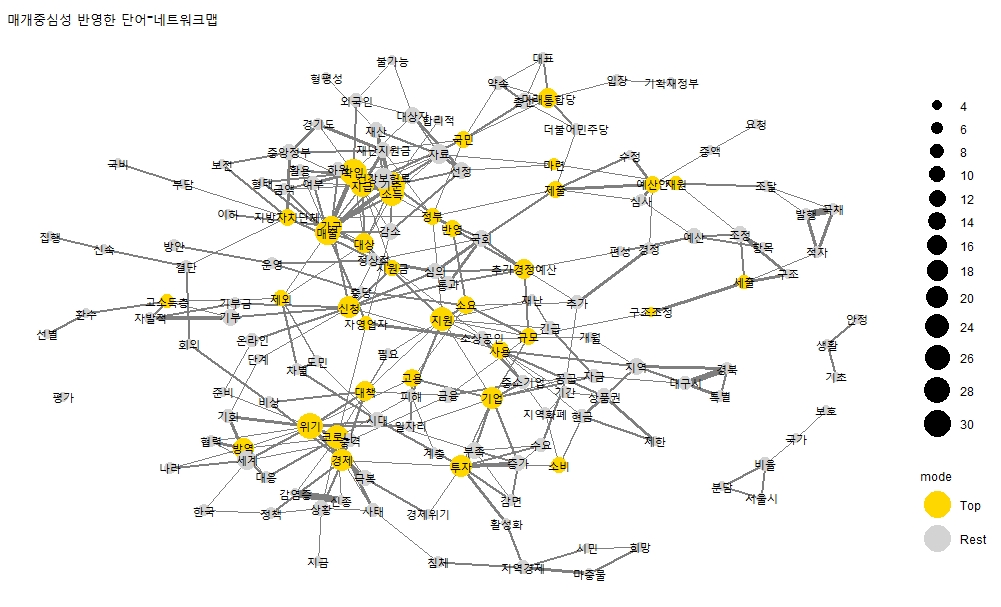 매개중심성 반영한 단어-네트워크맵
불가능
대표
형평성
약속
입장
기획재정부
외국인
미래통합당
대상자
합리적
경기도
재산
더불어민주당
요청
국민
중앙정부
재난지원금
자료
수정
증액
국비
보전
활용
마련
선정
부담
형태
금액
여부
지급
기준
건강보험료
소득
제출
예산안
재원
조달
심사
이하
지방자치단체
가구
매출
정부
반영
감소
발행
국채
집행
신속
방안
대상
국회
편성
경정
예산
조정
항목
적자
결단
운영
정상적
지원금
심의
통과
추가경정예산
세출
구조
고소득층
기부금
제외
충당
신청
소요
재난
추가
구조조정
환수
자발적
기부
자영업자
지원
긴급
안정
선별
회의
온라인
소상공인
규모
개월
사용
생활
단계
도민
필요
차별
고용
중소기업
공급
자금
지역
경북
대구시
기초
평가
준비
비상
대책
피해
금융
기업
기간
상품권
특별
기회
위기
시대
일자리
지역화폐
현금
보호
협력
방역
코로나
충격
제한
국가
세계
경제
계층
부족
수요
나라
대응
극복
투자
증가
소비
비율
감염증
신종
감면
분담
서울시
한국
정책
상황
사태
경제위기
활성화
지금
침체
지역경제
시민
희망
마중물
4
6
8
10
12
14
16
18
20
24
26
28
30
mode
Top
Rest